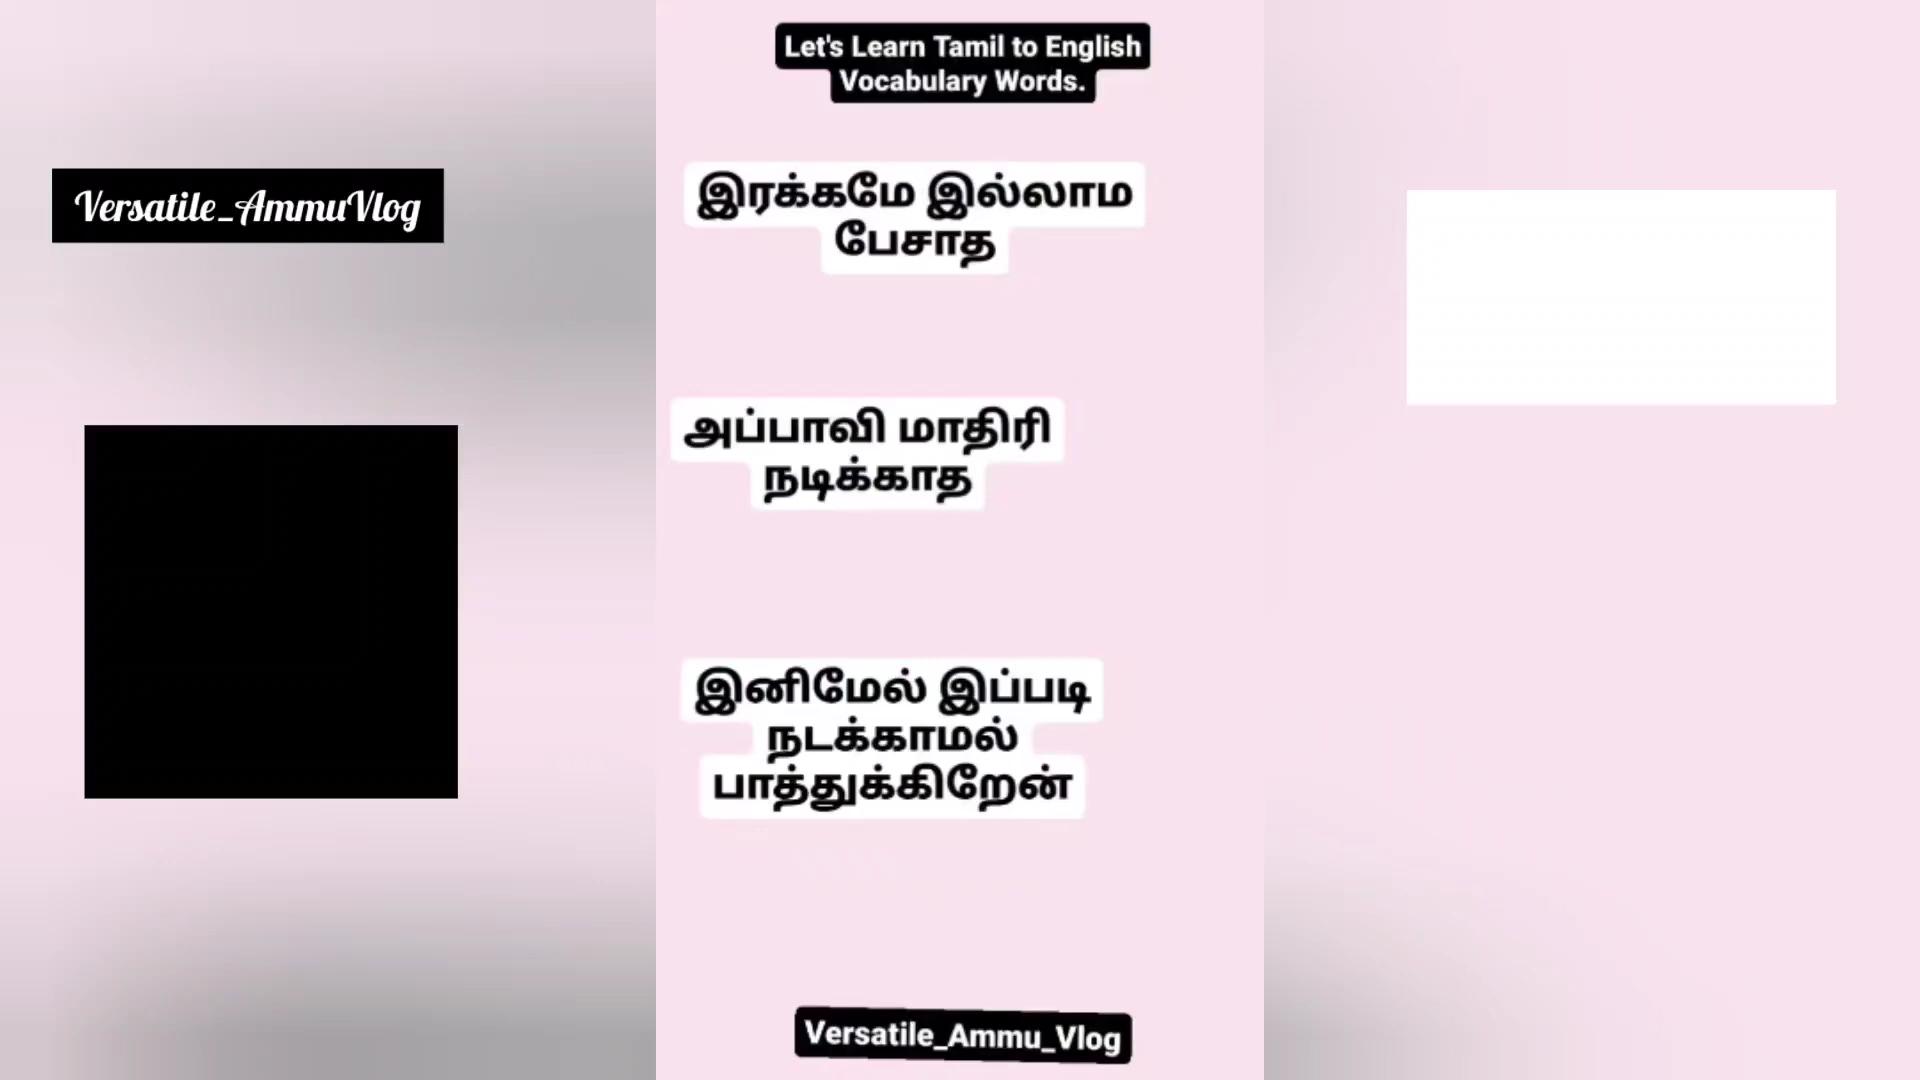 Let's Learn Tamil to English
Vocabulary Words.
Versatile_AmmuVlog
இரக்கமே இல்லாம
பேசாத
அப்பாவி மாதிரி
நடிக்காத
இனிமேல் இப்படி
நடக்காமல்
பாத்துக்கிறேன்
Versatile_Ammu_Vlog